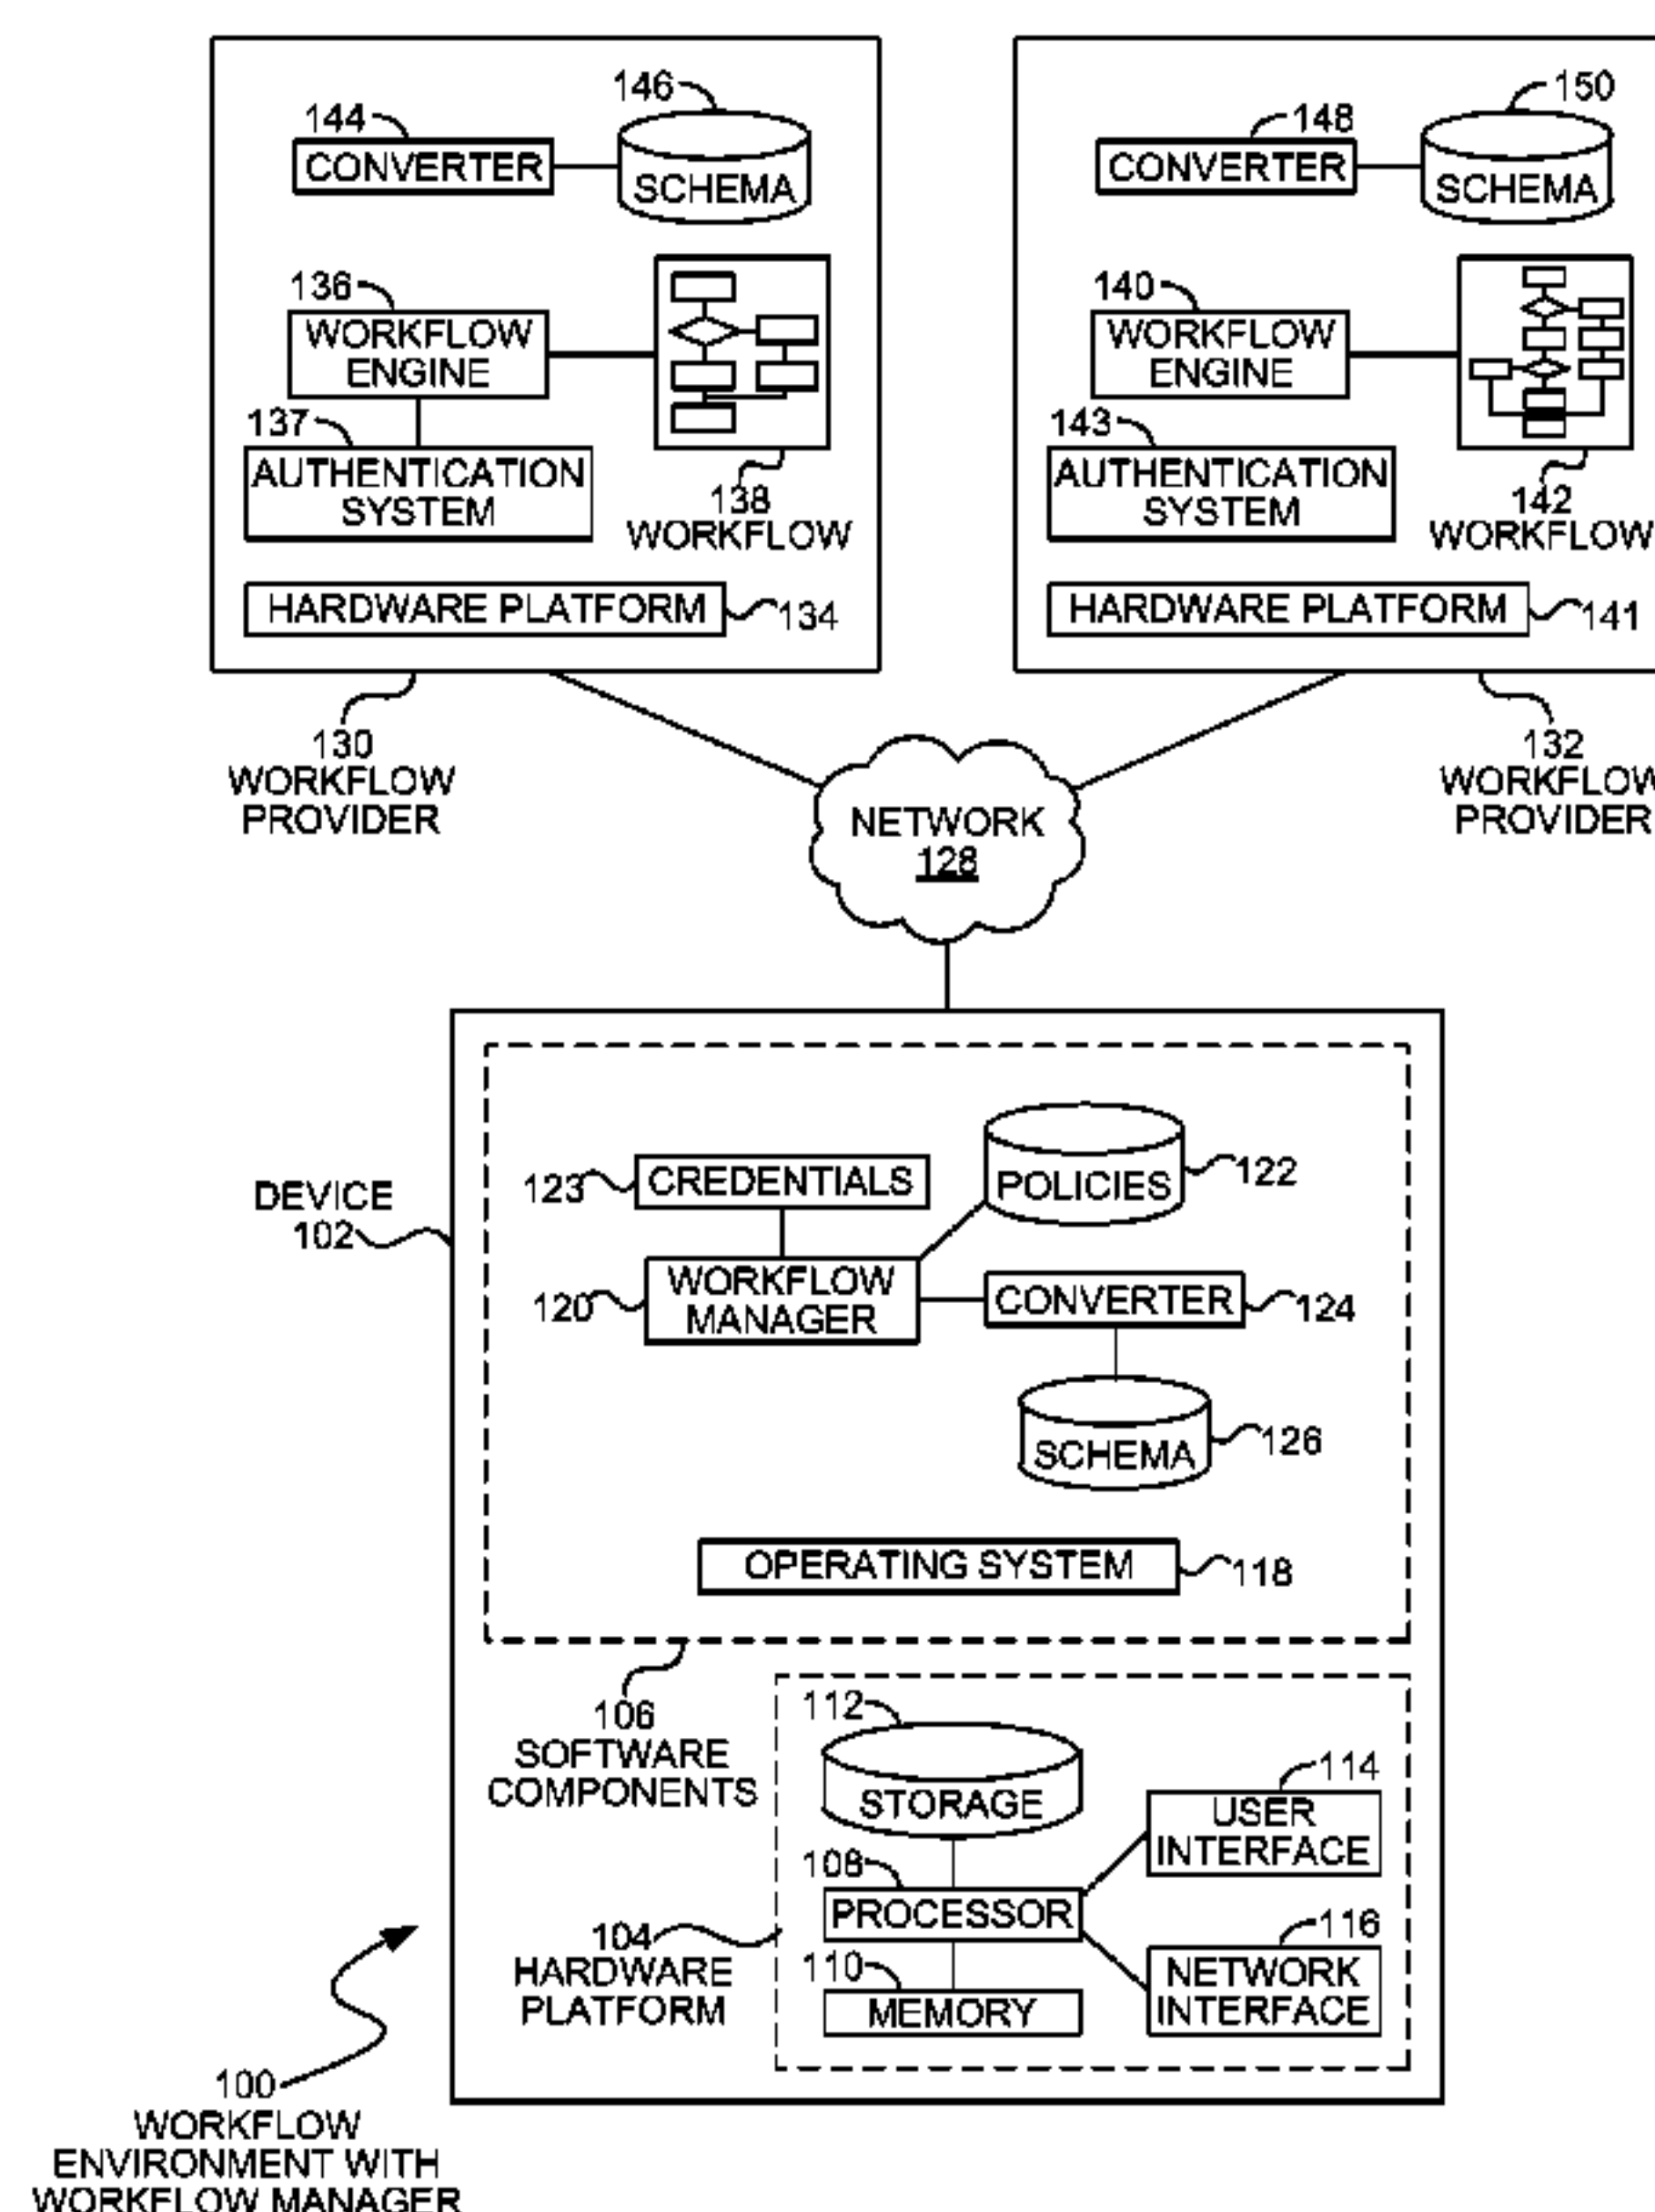 146
144
CONVERTER
SCHEMA
136
WORKFLOW
ENGINE
137
AUTHENTICATION
SYSTEM
138
WORKFLOW
HARDWARE PLATFORM
134
130
WORKFLOW
PROVIDER
150
148
CONVERTER
SCHEMA
140
WORKFLOW
ENGINE
143
AUTHENTICATION
SYSTEM
142
WORKFLOW
HARDWARE PLATFORM
141
132
WORKFLOW
PROVIDER
NETWORK
128
DEVICE
102
123
CREDENTIALS
POLICIES
122
120
WORKFLOW
MANAGER
CONVERTER
124
SCHEMA
126
OPERATING SYSTEM
118
106
SOFTWARE
COMPONENTS
112
STORAGE
114
USER
INTERFACE
108
PROCESSOR
104
HARDWARE
PLATFORM
110
MEMORY
116
NETWORK
INTERFACE
100
WORKFLOW
ENVIRONMENT WITH
WORKFLOW MANAGER